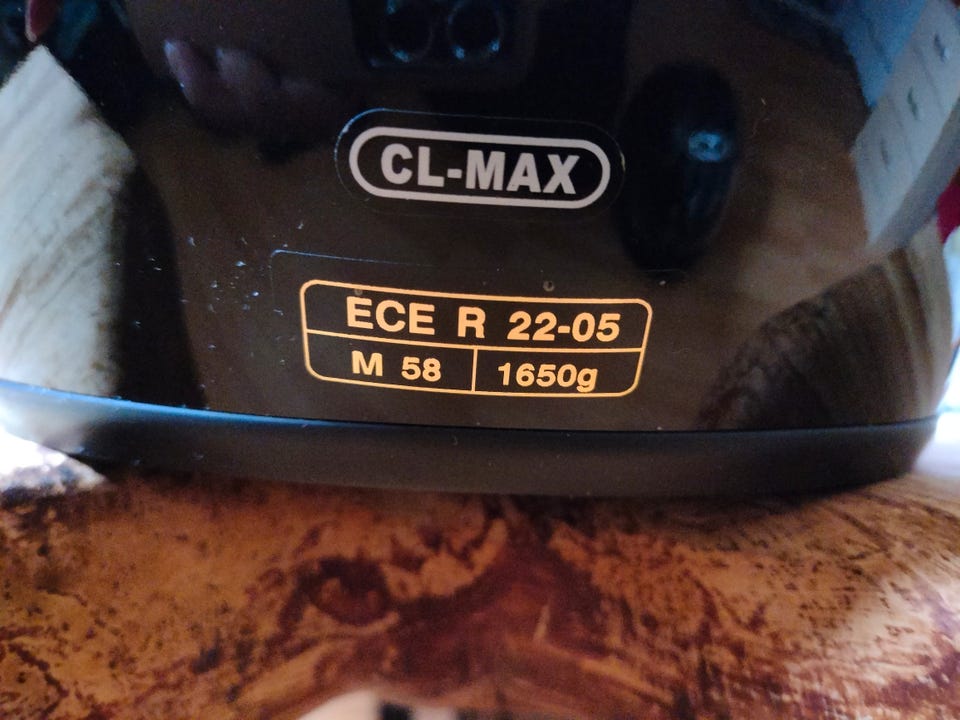 CL-MAX
ECE R 22-05
M 58 1650g